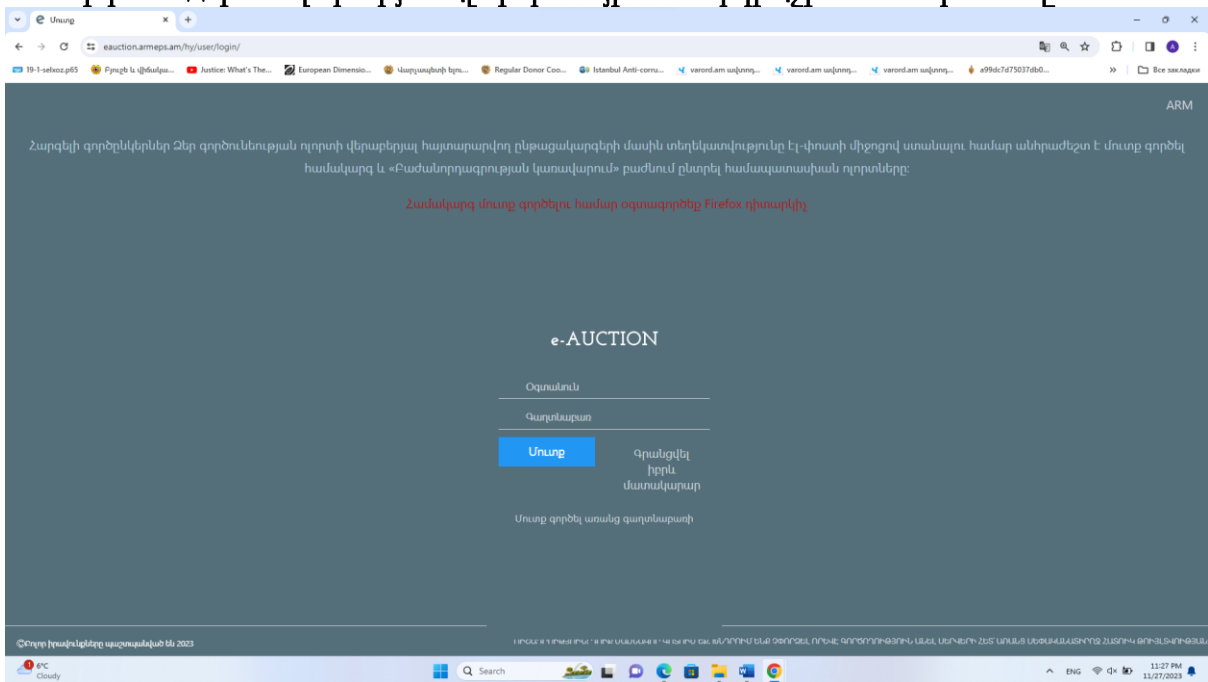 Մուտք
eauction.armeps.am/hy/user/login/
19-1-selxoz.p65
Justice: What's The...
European Dimensio...
Regular Donor Coo...
Istanbul Anti-corru...
varord.am ավտոդ...
varord.am ավտոդ...
varord.am ավտոդ...
a99dc7d75037db0...
Все закладки
ARM
Հարգելի գործընկերներ Ձեր գործունեության ոլորտի վերաբերյալ հայտարարվող ընթացակարգերի մասին տեղեկատվությունը էլ-փոստի միջոցով ստանալու համար անհրաժեշտ է մուտք գործել
համակարգ և «Բաժանորդագրության կառավարում» բաժնում ընտրել համապատասխան ոլորտները:
Համակարգ մուտք գործելու համար օգտագործեք Firefox դիտարկիչ
e-AUCTION
Օգտանուն
Գաղտնաբառ
Մուտք
Գրանցվել
իբրև
մատակարար
Մուտք գործել առանց գաղտնաբառի
©Բոլոր իրավունքները պաշտպանված են 2023
6°C
Cloudy
Search
ENG
11:27 PM
11/27/2023